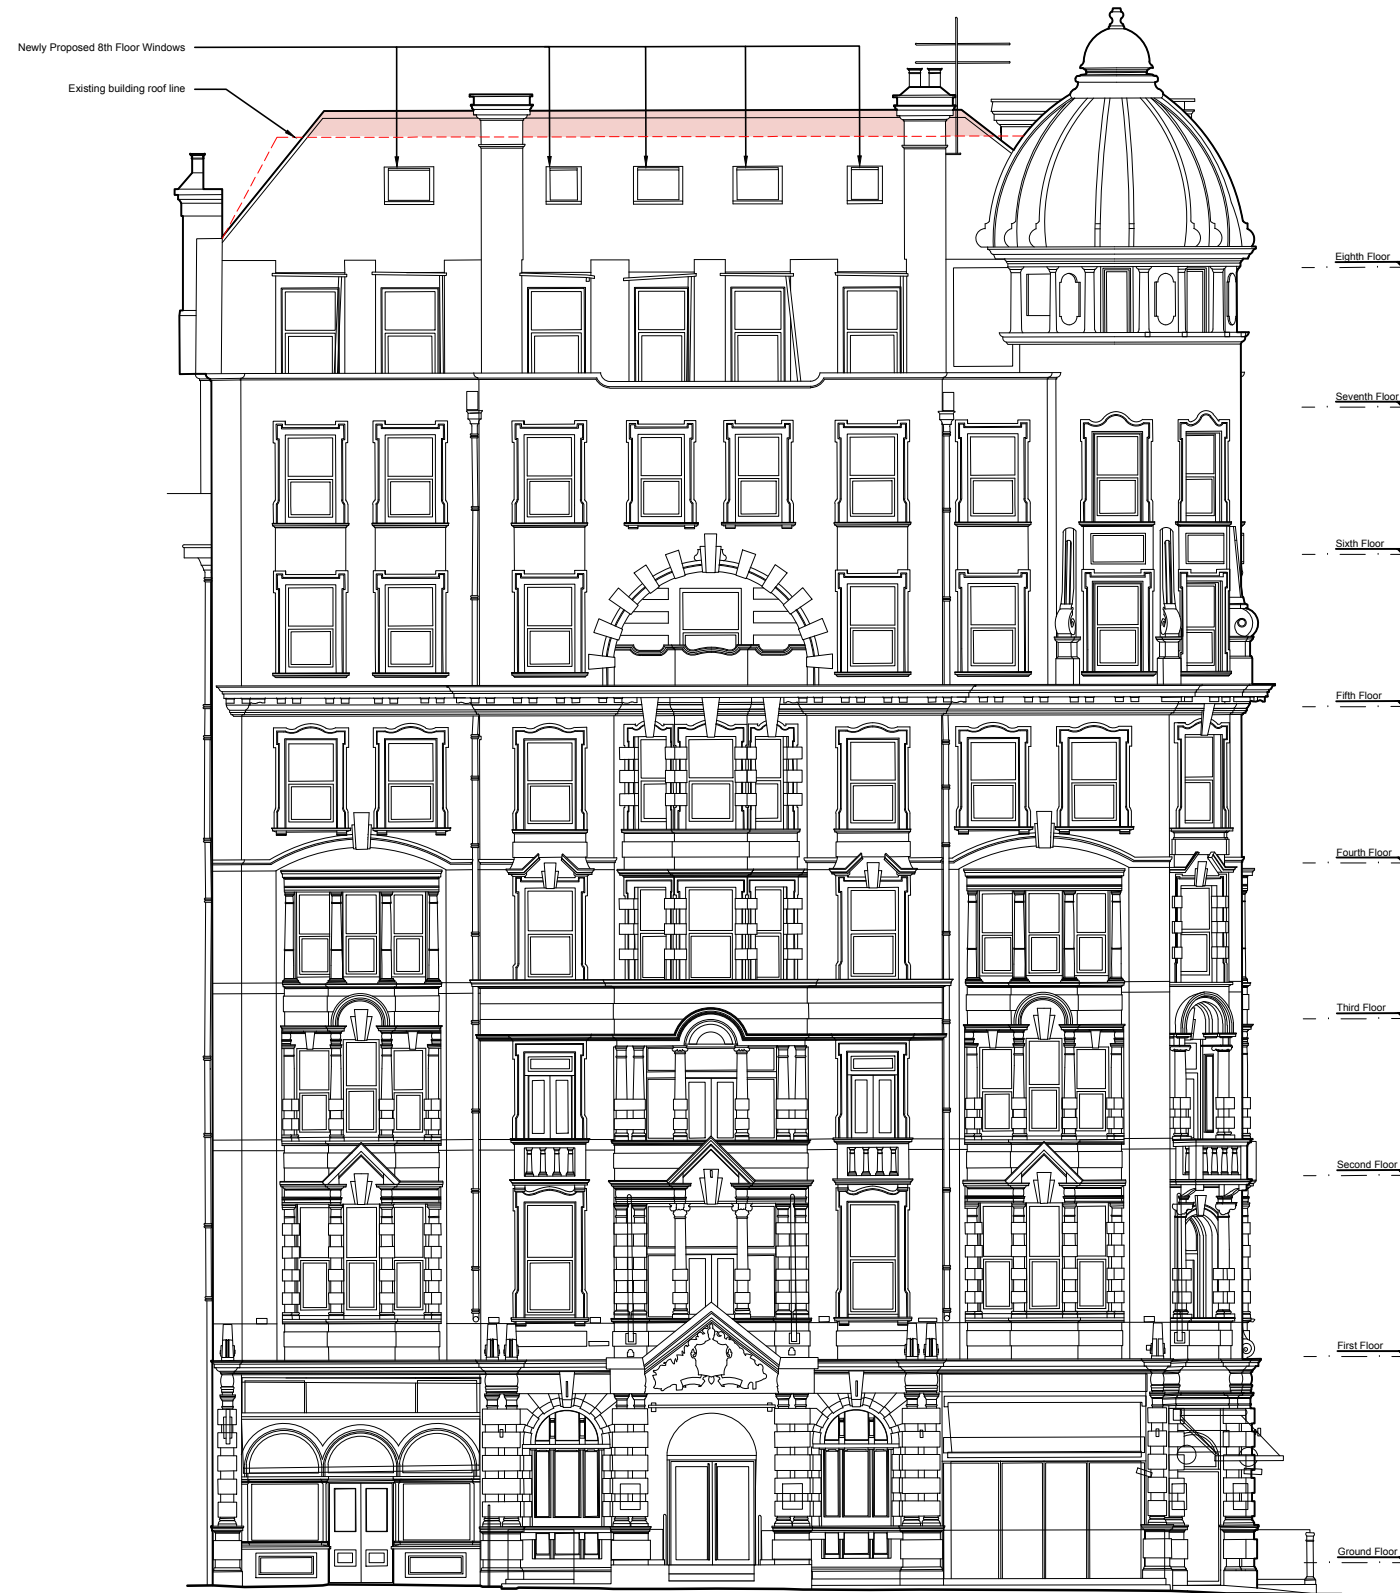 Newly Proposed 8th Floor Windows
Existing building roof line
Eighth Floor
Seventh Floor
Sixth Floor
Fifth Floor
Fourth Floor
Third Floor
Second Floor
First Floor
Ground Floor